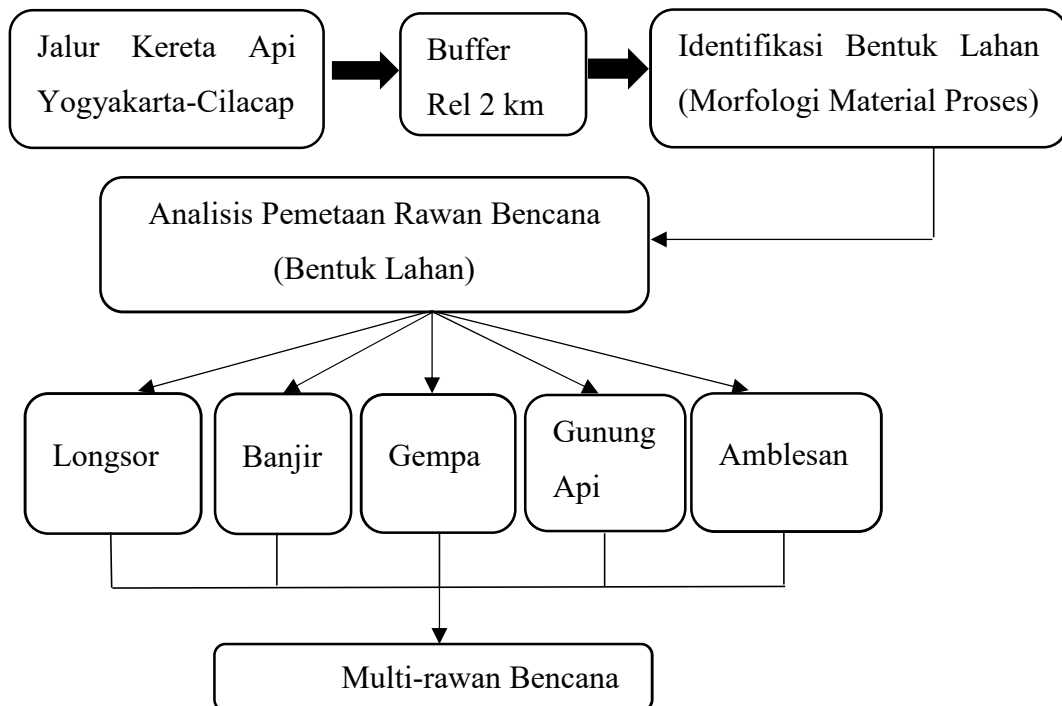 Jalur Kereta Api
Yogyakarta-Cilacap
Buffer
Rel 2 km
Identifikasi Bentuk Lahan
(Morfologi Material Proses)
Analisis Pemetaan Rawan Bencana
(Bentuk Lahan)
Longsor
Banjir
Gempa
Gunung
Api
Amblesan
Multi-rawan Bencana